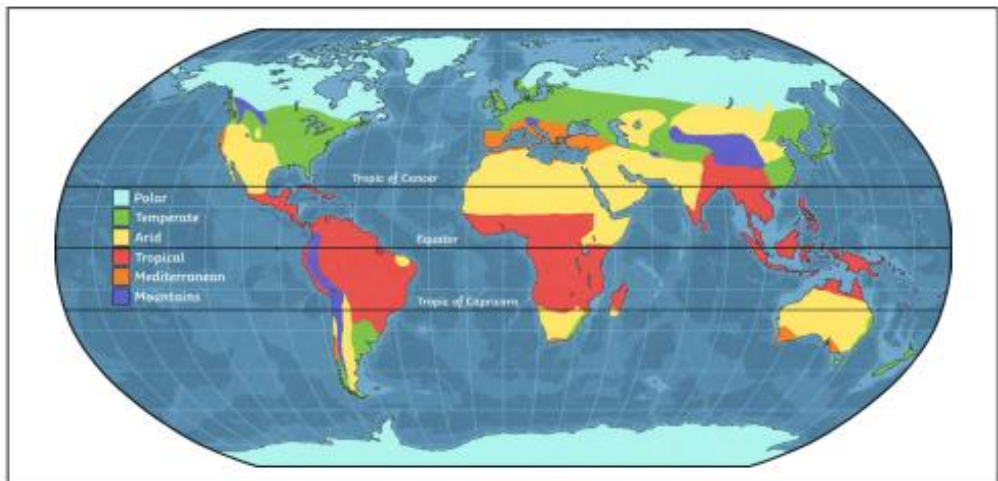 Tropic of Cancer
Polar
Temperate
Arid
Tropical
Mediterranean
Mountains
Equator
Tropic of Capricorn